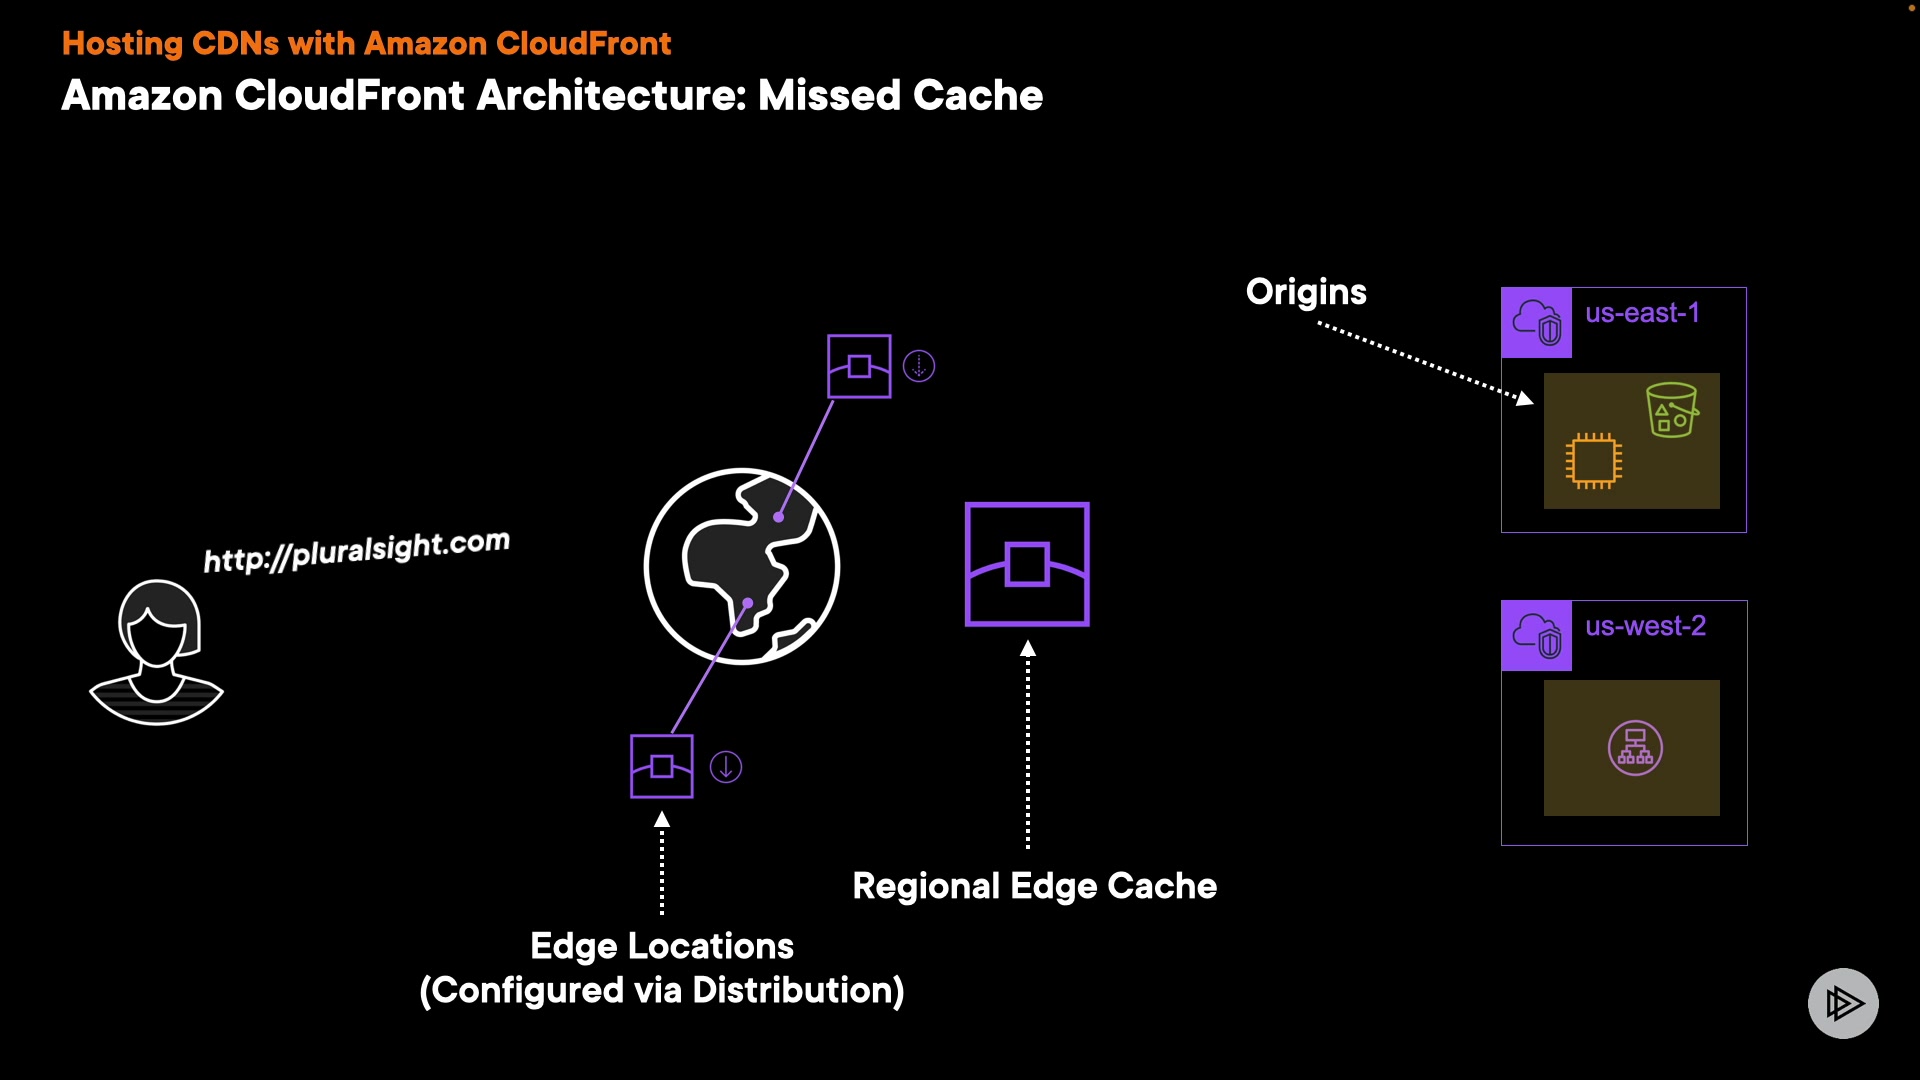 Hosting CDNs with Amazon CloudFront
Amazon CloudFront Architecture: Missed Cache
Origins
us-east-1
http://pluralsight.com
us-west-2
Regional Edge Cache
Edge Locations
(Configured via Distribution)